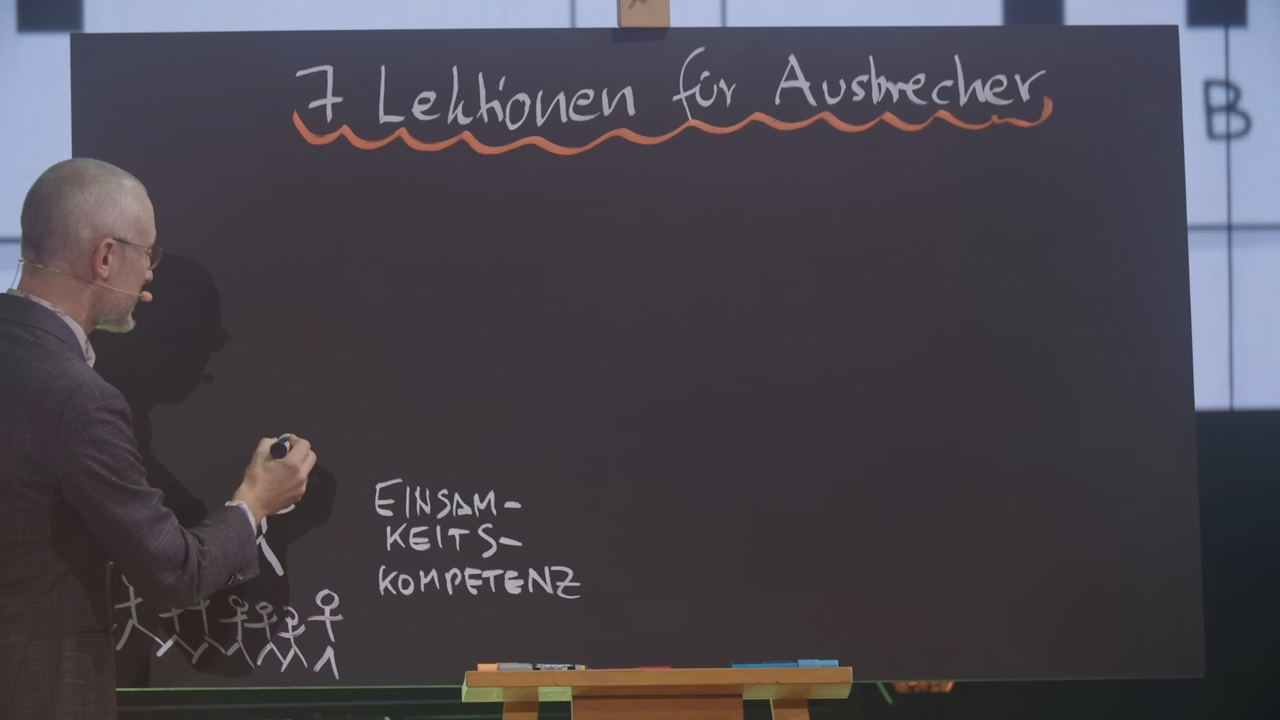 7 Lektionen für Ausbrecher
B
EINSAM-
KEITS-
KOMPETENZ